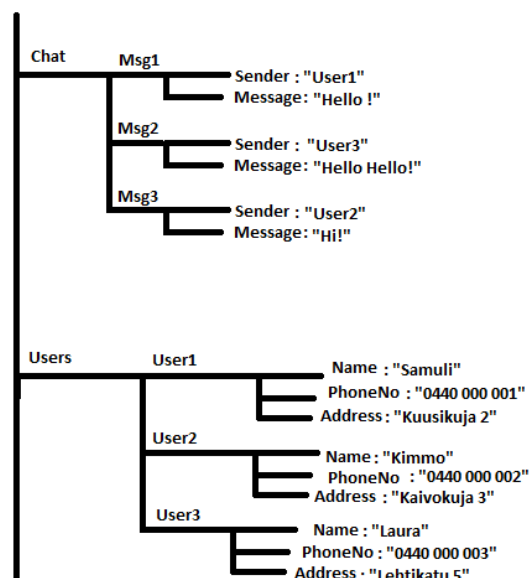 Chat
Msg1
Sender : "User1"
Message: "Hello !"
Msg2
Sender : "User3"
Message: "Hello Hello!"
Msg3
Sender : "User2"
Message: "Hi!"
Users
User1
Name : "Samuli"
PhoneNo : "0440 000 001"
Address : "Kuusikuja 2"
User2
Name : "Kimmo"
PhoneNo : "0440 000 002"
Address : "Kaivokuja 3"
User3
Name : "Laura"
PhoneNo : "0440 000 003"
Address : "Lehtikatu 5"